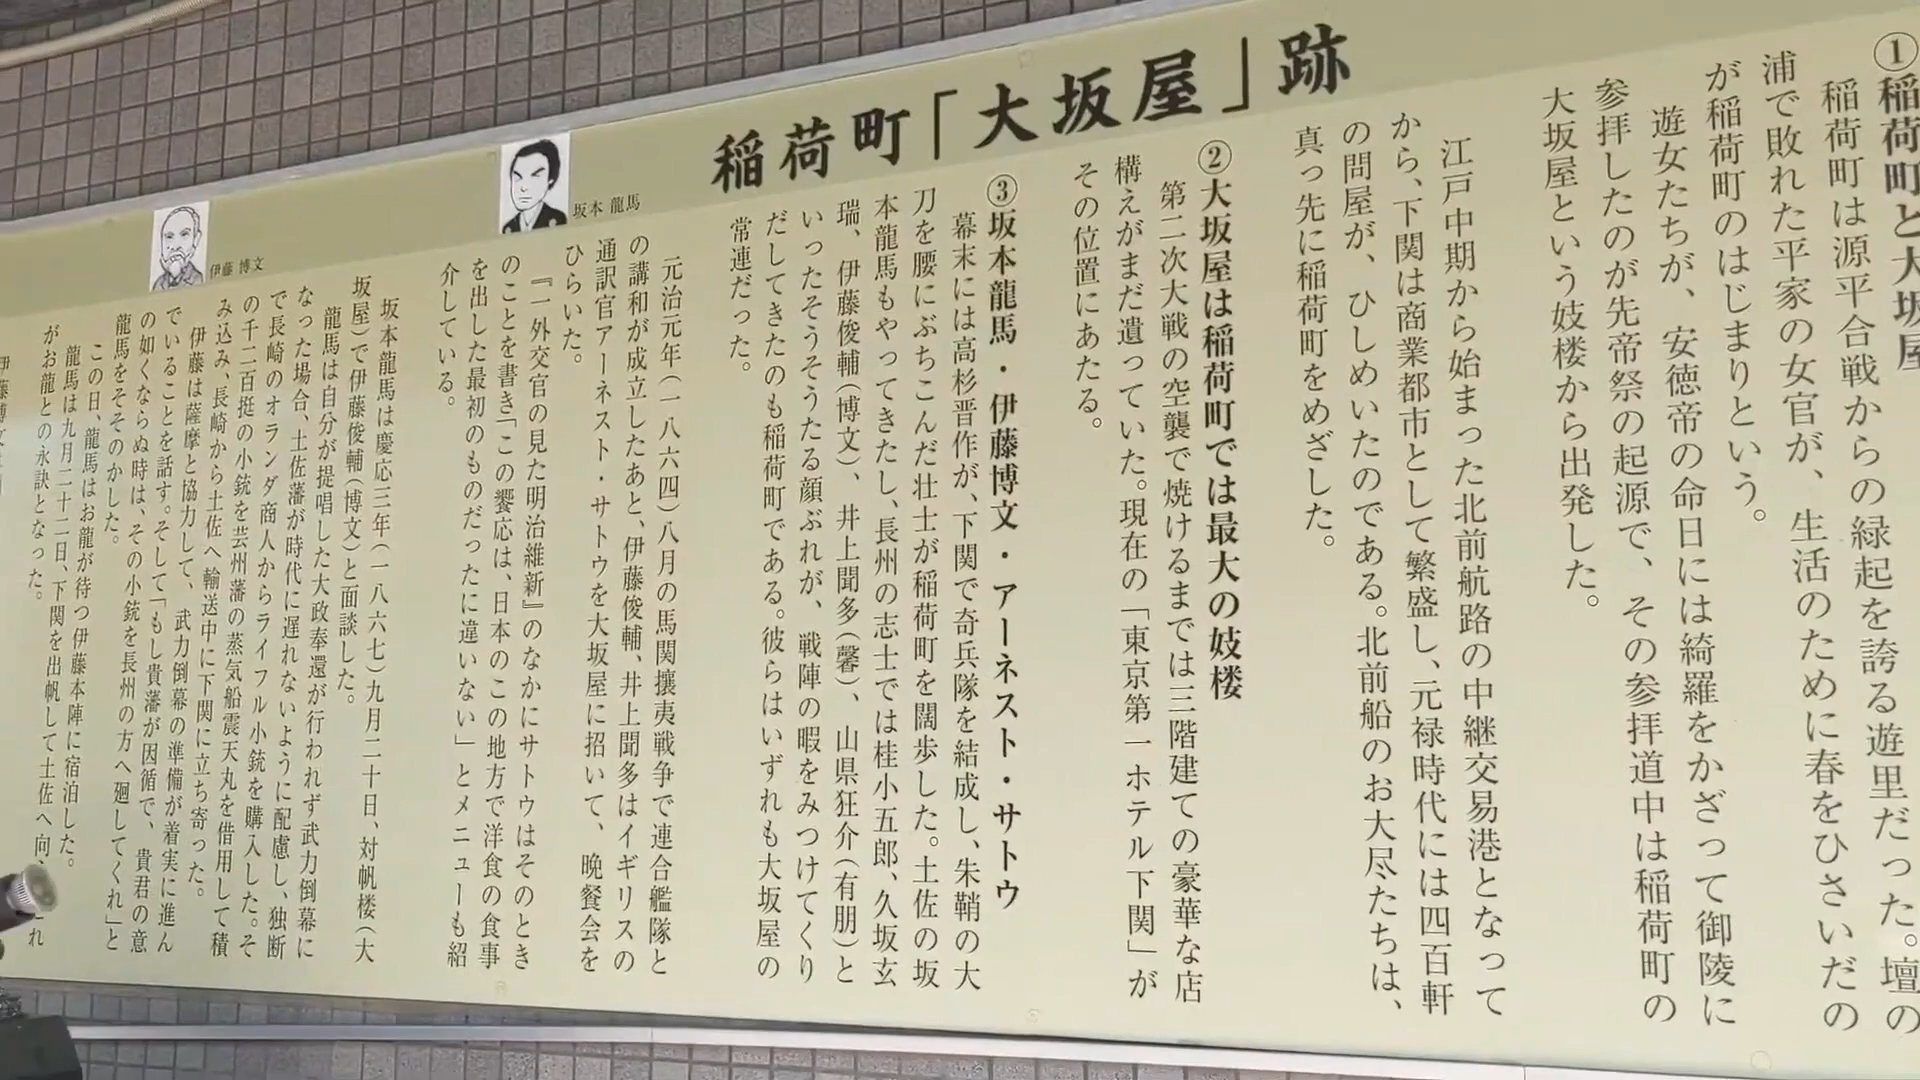 稲荷町「大坂屋」跡
①稲荷町と大坂屋
稲荷町は源平合戦からの緑起を誇る遊里だった。壇の
浦で敗れた平家の女官が、生活のために春をひさいだの
が稲荷町のはじまりという。
遊女たちが、安徳帝の命日には綺羅をかざって御陵に
参拝したのが先帝祭の起源で、その参拝道中は稲荷町の
大坂屋という妓楼から出発した。
江戸中期から始まった北前航路の中継交易港となって
から、下関は商業都市として繁盛し、元禄時代には四百軒
の問屋が、ひしめいたのである。北前船のお大尽たちは、
真っ先に稲荷町をめざした。
②大坂屋は稲荷町では最大の妓楼
第二次大戦の空襲で焼けるまでは三階建ての豪華な店
構えがまだ遺っていた。現在の「東京第一ホテル下関」が
その位置にあたる。
③坂本龍馬・伊藤博文・アーネスト・サトウ
幕末には高杉晋作が、下関で奇兵隊を結成し、朱鞘の大
刀を腰にぶちこんだ壮士が稲荷町を闊歩した。土佐の坂
本龍馬もやってきたし、長州の志士では桂小五郎、久坂玄
瑞、伊藤俊輔(博文)、井上聞多(馨)、山県狂介(有朋)と
いったそうそうたる顔ぶれが、戦陣の暇をみつけてくり
だしてきたのも稲荷町である。彼らはいずれも大坂屋の
常連だった。
坂本 龍馬
元治元年(一八六四)八月の馬関攘夷戦争で連合艦隊と
の講和が成立したあと、伊藤俊輔、井上聞多はイギリスの
通訳官アーネスト・サトウを大坂屋に招いて、晩餐会を
ひらいた。
『一外交官の見た明治維新』のなかにサトウはそのとき
のことを書き「この饗応は、日本のこの地方で洋食の食事
を出した最初のものだったに違いない」とメニューも紹
介している。
伊藤 博文
坂本龍馬は慶応三年(一八六七)九月二十日、対帆楼(大
坂屋)で伊藤俊輔(博文)と面談した。
龍馬は自分が提唱した大政奉還が行われず武力倒幕に
なった場合、土佐藩が時代に遅れないように配慮し、独断
で長崎のオランダ商人からライフル小銃を購入した。そ
の千二百挺の小銃を芸州藩の蒸気船震天丸を借用して積
み込み、長崎から土佐へ輸送中に下関に立ち寄った。
伊藤は薩摩と協力して、武力倒幕の準備が着実に進ん
でいることを話す。そして「もし貴藩が因循で、貴君の意
の如くならぬ時は、その小銃を長州の方へ廻してくれ」と
龍馬をそそのかした。
この日、龍馬はお龍が待つ伊藤本陣に宿泊した。
龍馬は九月二十二日、下関を出帆して土佐へ向
がお龍との永訣となった。
伊藤博文
れ